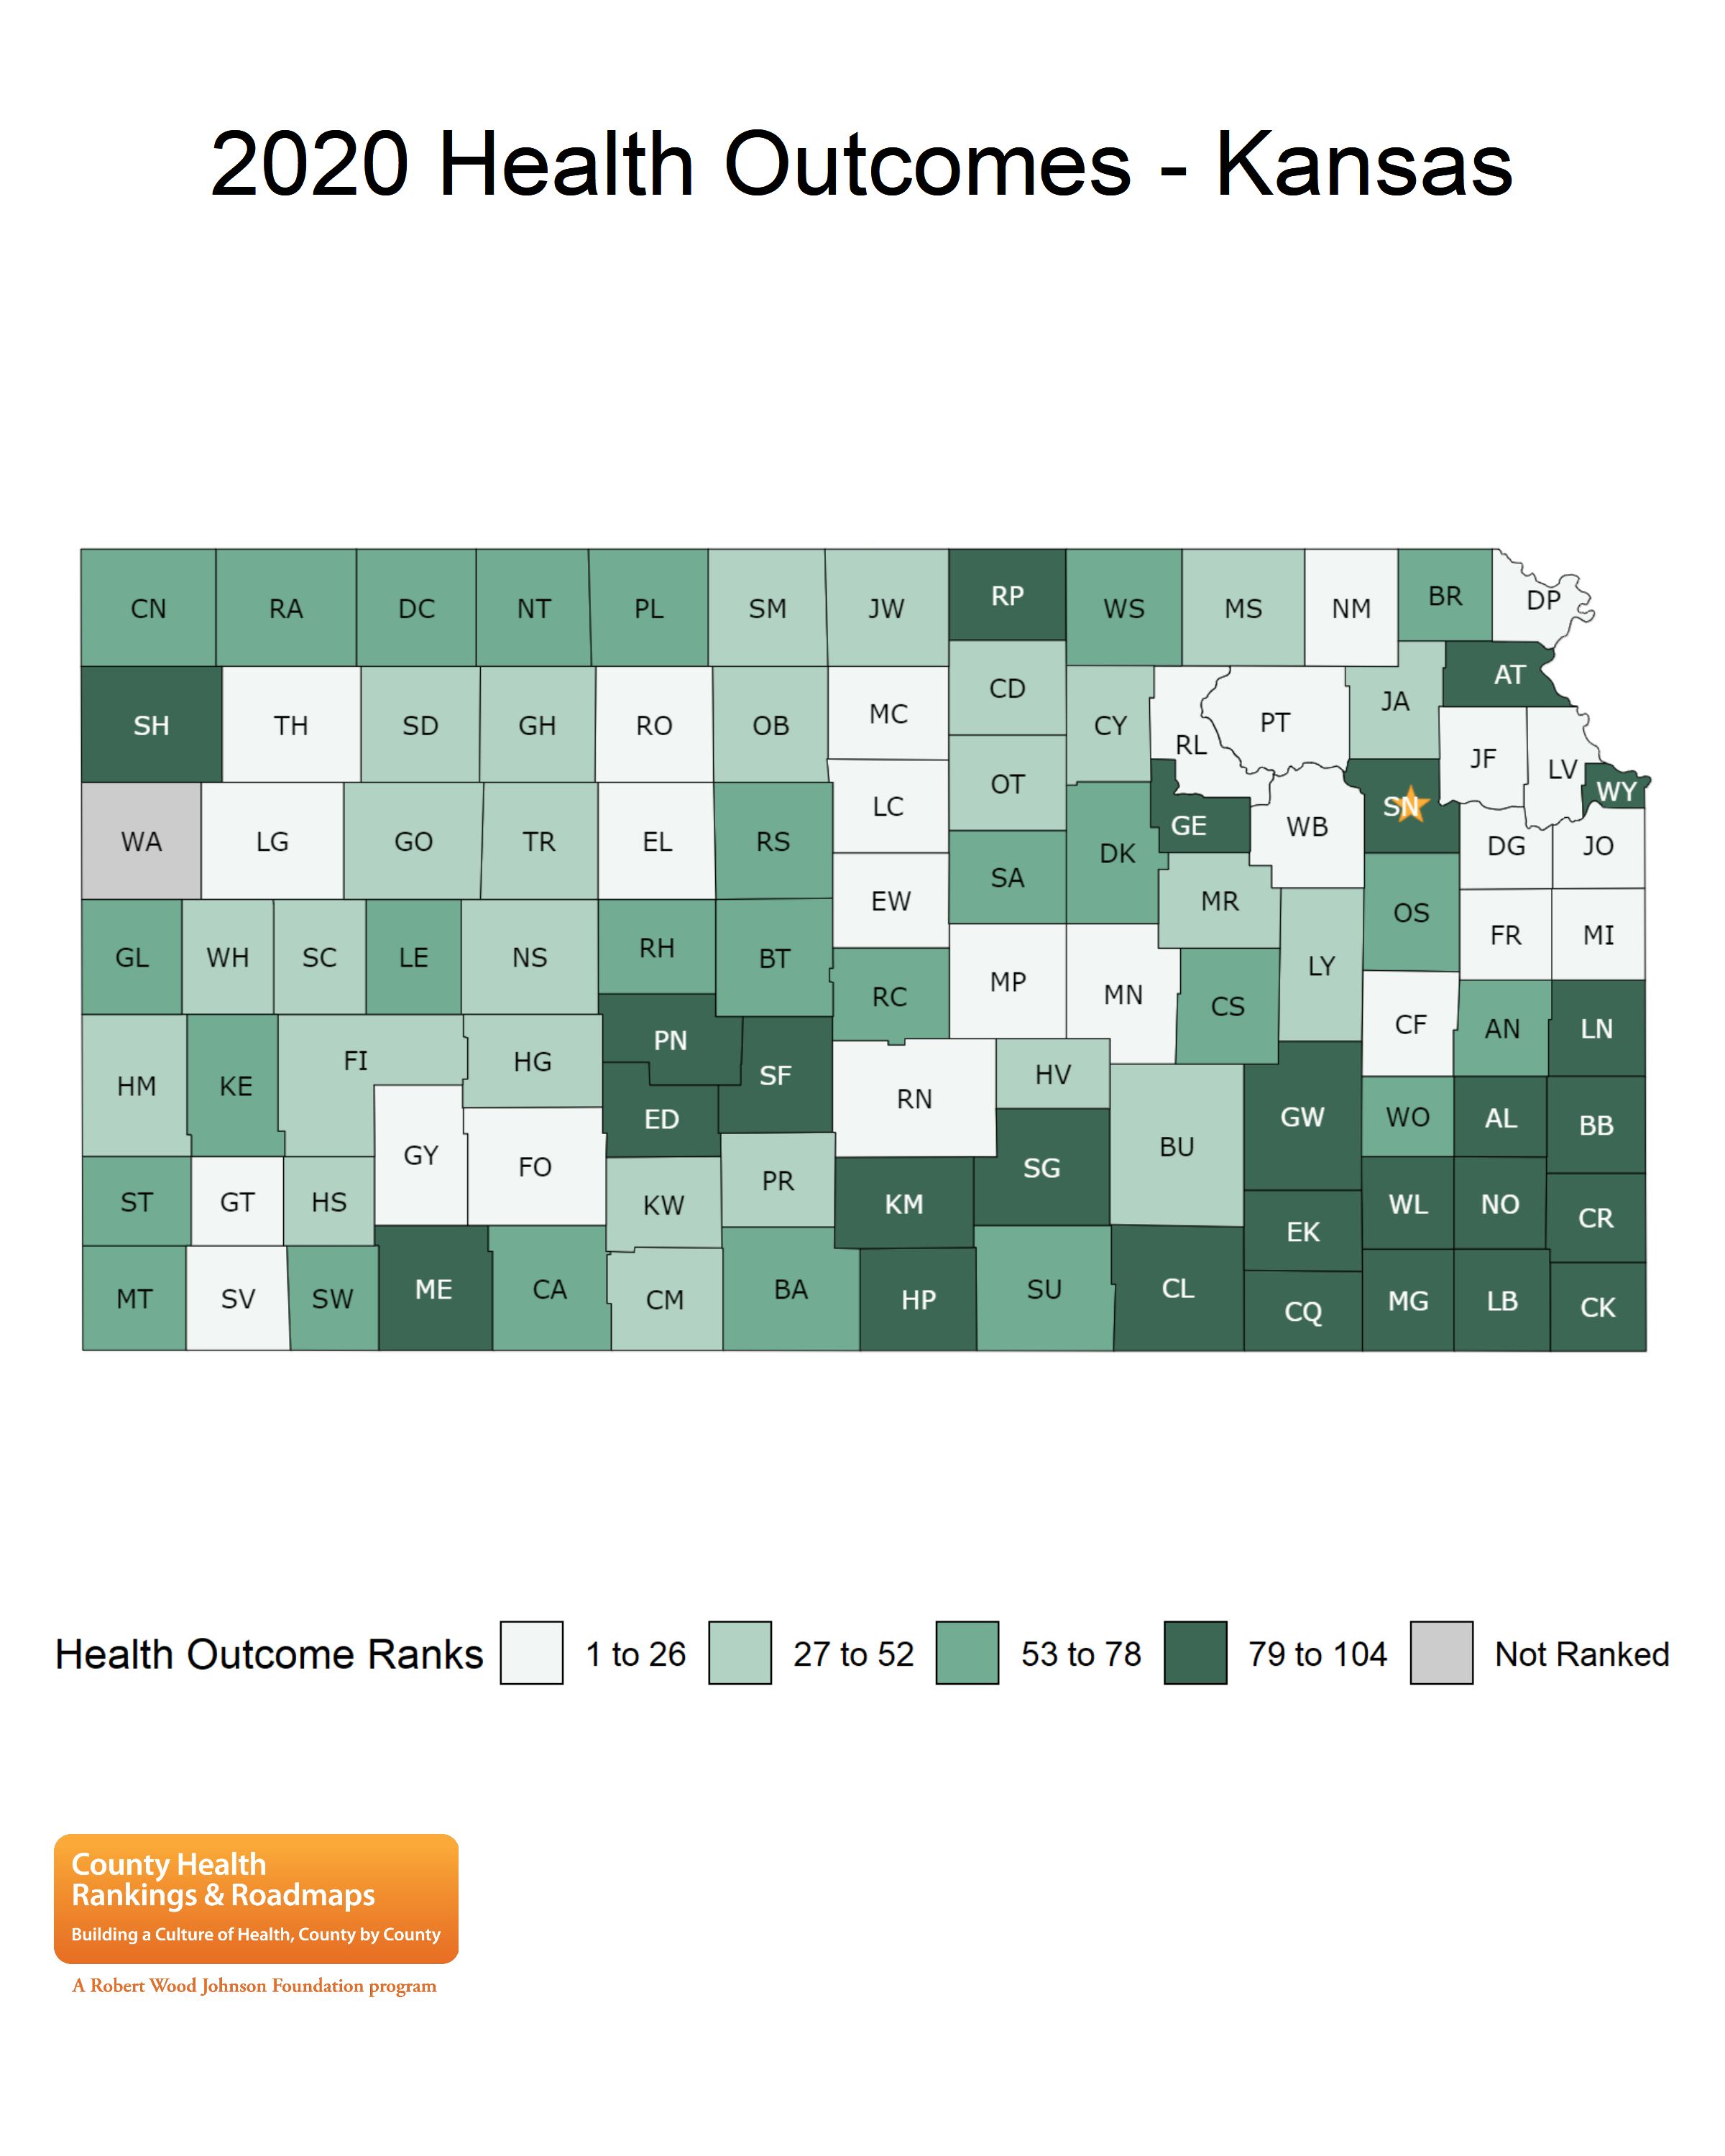 2020 Health Outcomes - Kansas
CN RA DC NT PL SM JW RP WS MS NM BR DP
SH TH SD GH RO OB MC CD CY RL PT JA AT
WA LG GO TR EL RS LC OT DK GE WB SN JF LV WY
EW SA MR OS DG JO
GL WH SC LE NS RH BT RC MP MN CS LY FR MI
HM KE FI HG PN SF RN HV CF AN LN
GY FO ED PR SG BU GW WO AL BB
ST GT HS KW KM EK WL NO CR
MT SV SW ME CA CM BA HP SU CL CQ MG LB CK
Health Outcome Ranks 1 to 26 27 to 52 53 to 78 79 to 104 Not Ranked
County Health
Rankings & Roadmaps
Building a Culture of Health, County by County
A Robert Wood Johnson Foundation program